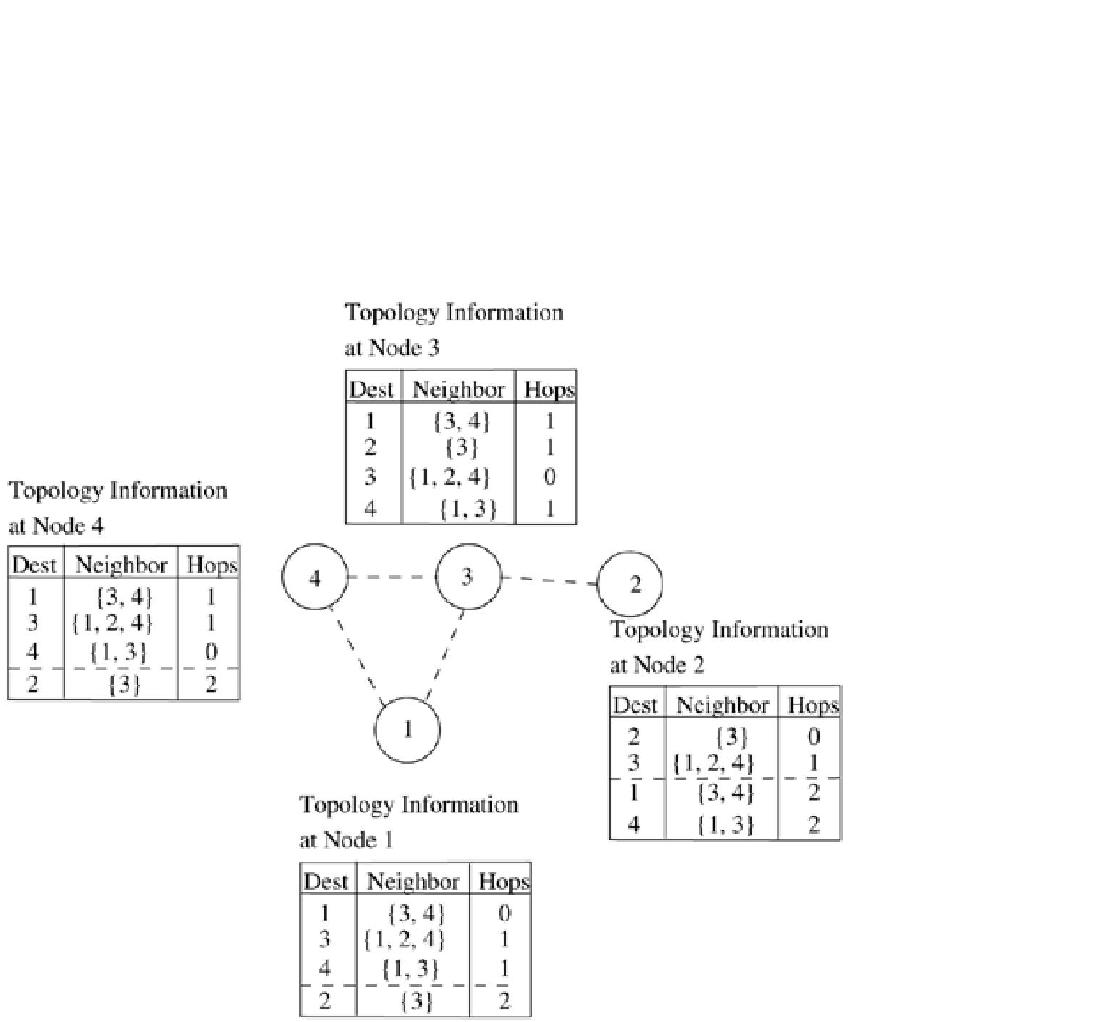 Topology Information
at Node 3
Dest Neighbor Hops
1 {3, 4} 1
2 {3} 1
3 {1, 2, 4} 0
4 {1, 3} 1
Topology Information
at Node 4
Dest Neighbor Hops
1 {3, 4} 1
3 {1, 2, 4} 1
4 {1, 3} 0
2 {3} 2
4 3 2
1
Topology Information
at Node 2
Dest Neighbor Hops
2 {3} 0
3 {1, 2, 4} 1
1 {3, 4} 2
4 {1, 3} 2
Topology Information
at Node 1
Dest Neighbor Hops
1 {3, 4} 0
3 {1, 2, 4} 1
4 {1, 3} 1
2 {3} 2